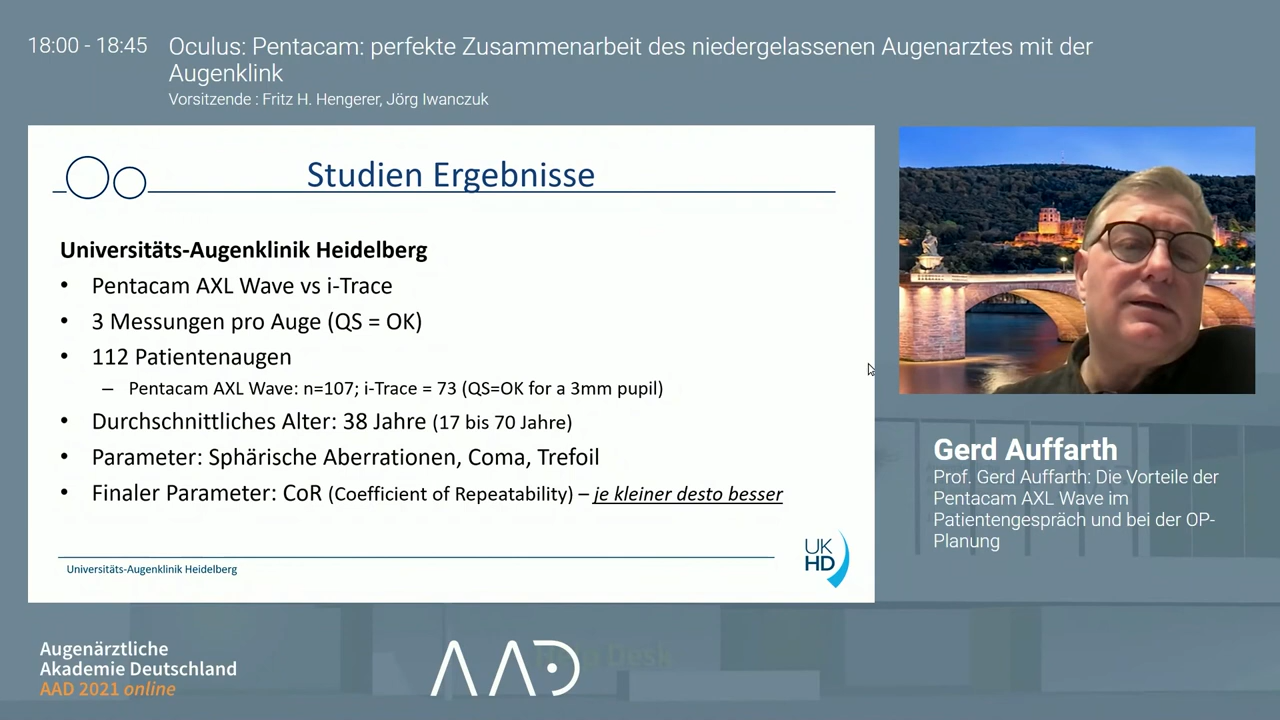 18:00 - 18:45
Oculus: Pentacam: perfekte Zusammenarbeit des niedergelassenen Augenarztes mit der
Augenklink
Vorsitzende : Fritz H. Hengerer, Jörg Iwanczuk
Studien Ergebnisse
Universitäts-Augenklinik Heidelberg
• Pentacam AXL Wave vs i-Trace
• 3 Messungen pro Auge (QS = OK)
• 112 Patientenaugen
– Pentacam AXL Wave: n=107; i-Trace = 73 (QS=OK for a 3mm pupil)
• Durchschnittliches Alter: 38 Jahre (17 bis 70 Jahre)
• Parameter: Sphärische Aberrationen, Coma, Trefoil
• Finaler Parameter: CoR (Coefficient of Repeatability) – je kleiner desto besser
Universitäts-Augenklinik Heidelberg
UK
HD
Gerd Auffarth
Prof. Gerd Auffarth: Die Vorteile der
Pentacam AXL Wave im
Patientengespräch und bei der OP-
Planung
Augenärztliche
Akademie Deutschland
AAD 2021 online
AAD
Desk